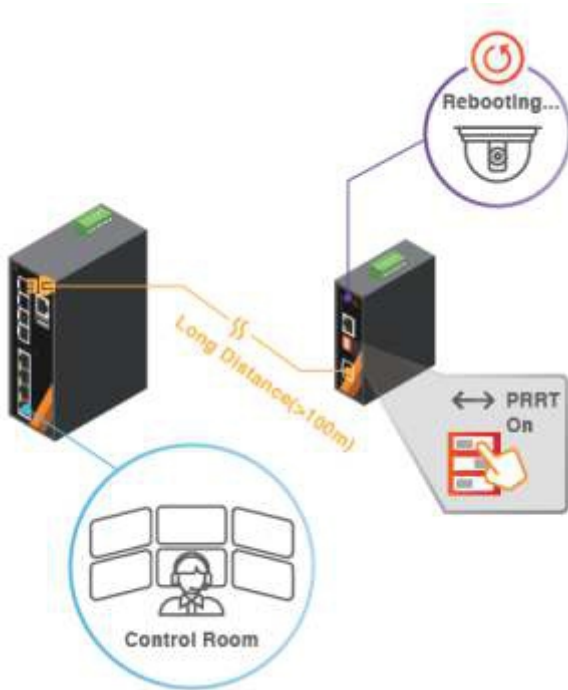 Rebooting...
Long Distance(>100m)
PRRT
On
Control Room